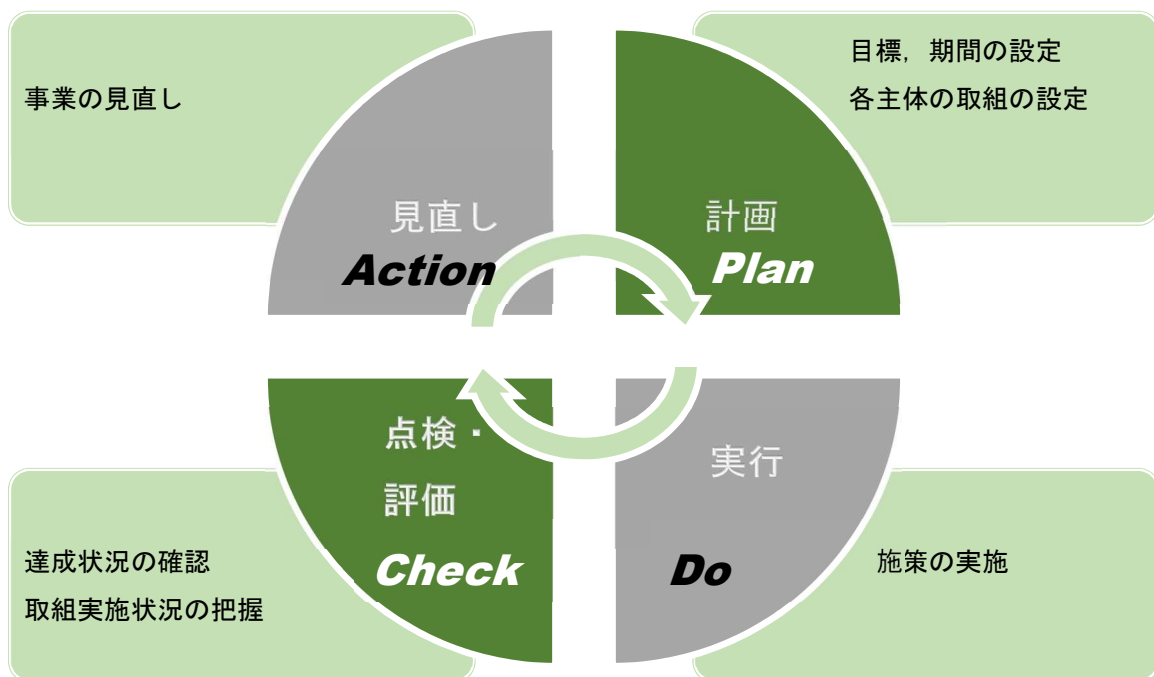 事業の見直し
目標，期間の設定
各主体の取組の設定
見直し
Action
計画
Plan
点検・
評価
Check
実行
Do
達成状況の確認
取組実施状況の把握
施策の実施